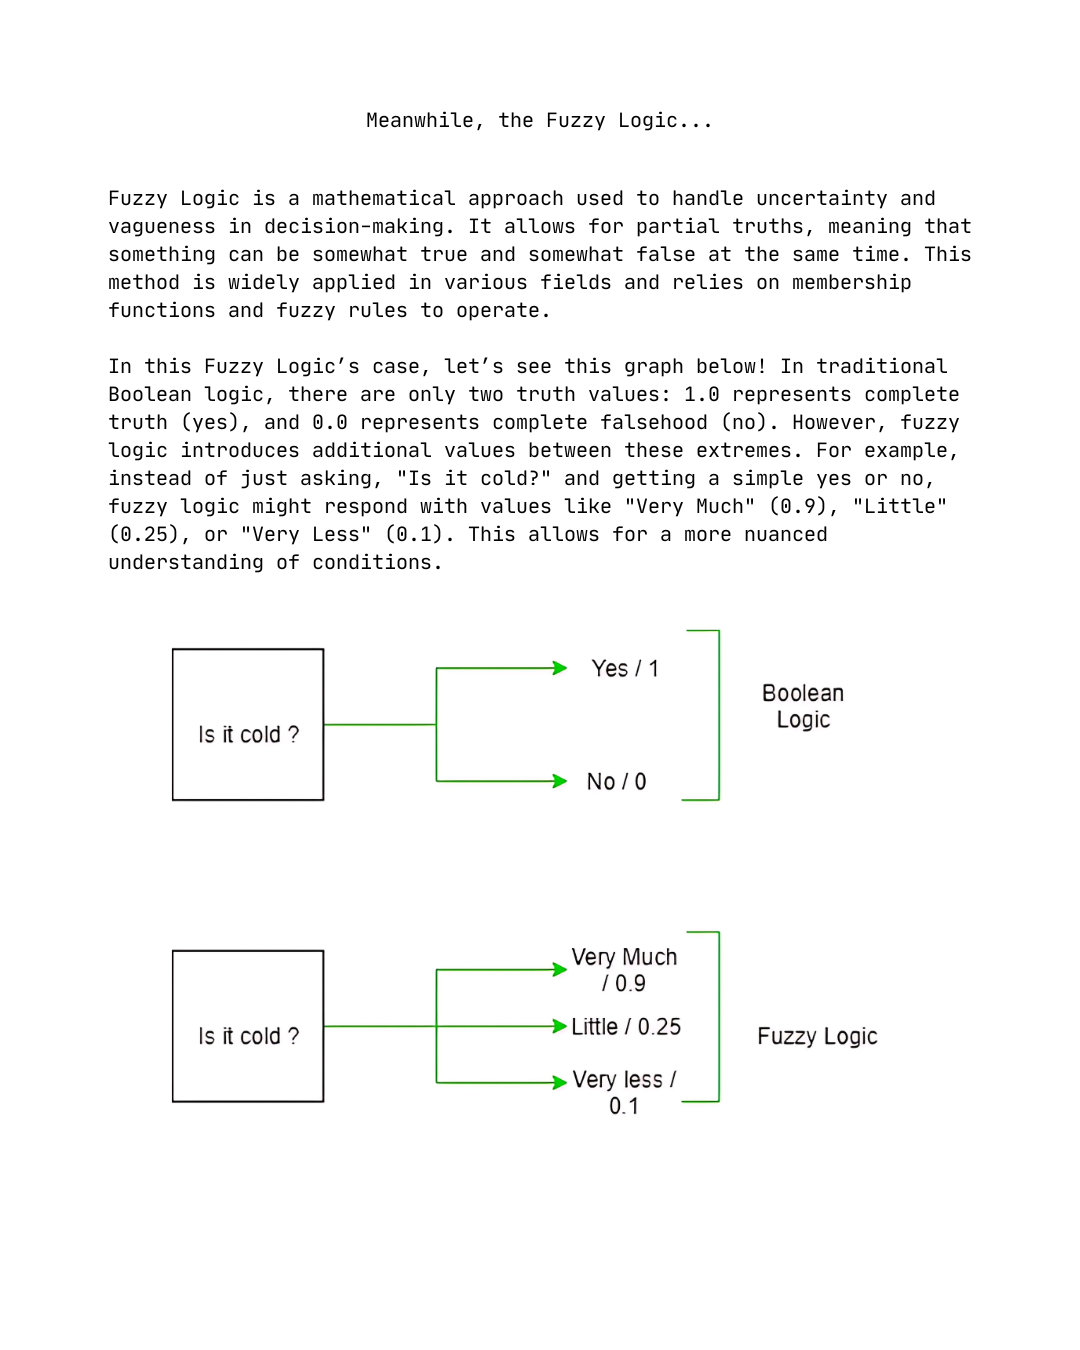 Meanwhile, the Fuzzy Logic...
Fuzzy Logic is a mathematical approach used to handle uncertainty and
vagueness in decision-making. It allows for partial truths, meaning that
something can be somewhat true and somewhat false at the same time. This
method is widely applied in various fields and relies on membership
functions and fuzzy rules to operate.
In this Fuzzy Logic’s case, let’s see this graph below! In traditional
Boolean logic, there are only two truth values: 1.0 represents complete
truth (yes), and 0.0 represents complete falsehood (no). However, fuzzy
logic introduces additional values between these extremes. For example,
instead of just asking, "Is it cold?" and getting a simple yes or no,
fuzzy logic might respond with values like "Very Much" (0.9), "Little"
(0.25), or "Very Less" (0.1). This allows for a more nuanced
understanding of conditions.
Is it cold ?
Yes / 1
No / 0
Boolean
Logic
Is it cold ?
Very Much
/ 0.9
Little / 0.25
Very less /
0.1
Fuzzy Logic